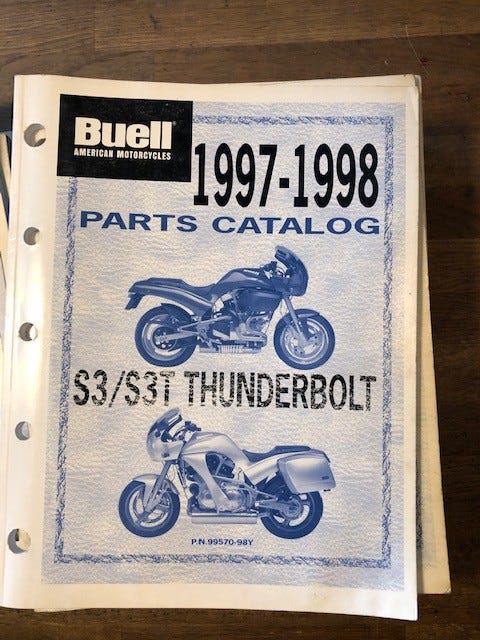 Buell
AMERICAN MOTORCYCLES
1997-1998
PARTS CATALOG
S3/S3T THUNDERBOLT
P.N.99570-98Y